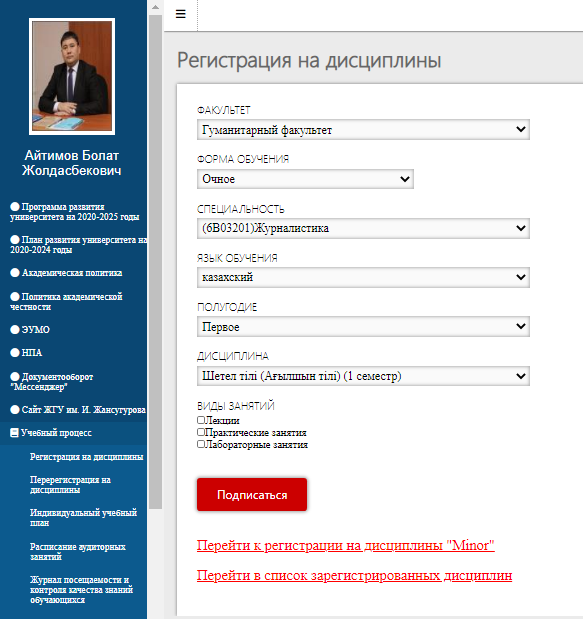 Айтимов Болат
Жолдасбекович
Программа развития
университета на 2020-2025 годы
План развития университета на
2020-2024 годы
Академическая политика
Политика академической
честности
ЭУМО
НПА
Документооборот
"Мессенджер"
Сайт ЖГУ им. И. Жансугурова
Учебный процесс
Регистрация на дисциплины
Перерегистрация на
дисциплины
Индивидуальный учебный
план
Расписание аудиторных
занятий
Журнал посещаемости и
контроля качества знаний
обучающихся
Регистрация на дисциплины
ФАКУЛЬТЕТ
Гуманитарный факультет
ФОРМА ОБУЧЕНИЯ
Очное
СПЕЦИАЛЬНОСТЬ
(6B03201)Журналистика
ЯЗЫК ОБУЧЕНИЯ
казахский
ПОЛУГОДИЕ
Первое
ДИСЦИПЛИНА
Шетел тілі (Ағылшын тілі) (1 семестр)
ВИДЫ ЗАНЯТИЙ
Лекции
Практические занятия
Лабораторные занятия
Подписаться
Перейти к регистрации на дисциплины "Minor"
Перейти в список зарегистрированных дисциплин